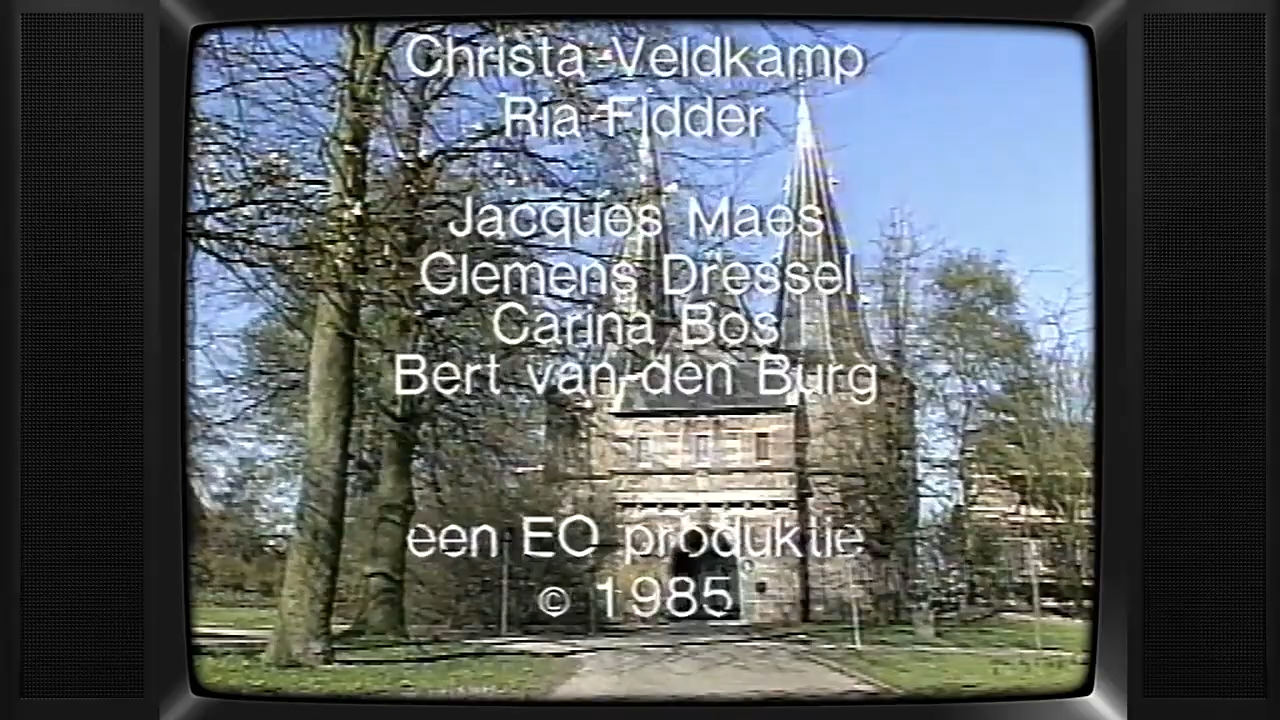 Christa Veldkamp
Ria Fidder
Jacques Maes
Clemens Dressel
Carina Bos
Bert van den Burg
een EO produktie
© 1985